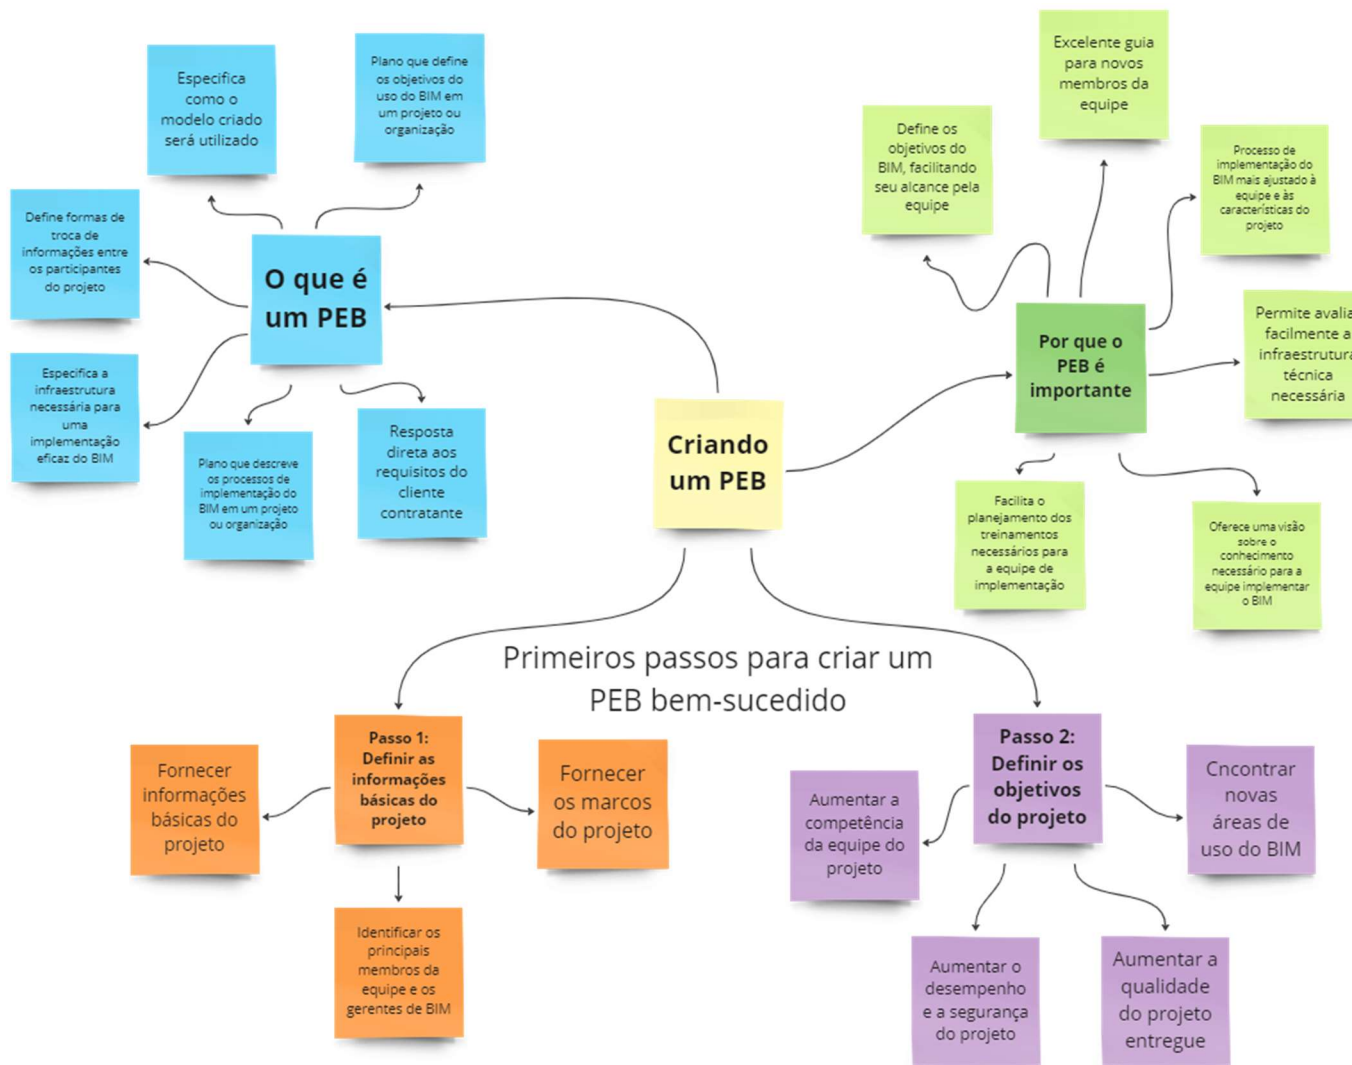 Especifica
como o
modelo criado
será utilizado
Plano que define
os objetivos do
uso do BIM em
um projeto ou
organização
Define formas de
troca de
informações entre
os participantes
do projeto
O que é
um PEB
Especifica a
infraestrutura
necessária para
uma
implementação
eficaz do BIM
Plano que descreve
os processos de
implementação do
BIM em um projeto
ou organização
Resposta
direta aos
requisitos do
cliente
contratante
Criando
um PEB
Excelente guia
para novos
membros da
equipe
Define os
objetivos do
BIM, facilitando
seu alcance pela
equipe
Processo de
implementação do
BIM mais ajustado à
equipe e às
características do
projeto
Por que o
PEB é
importante
Permite avalia
facilmente a
infraestrutura
técnica
necessária
Facilita o
planejamento dos
treinamentos
necessários para
a equipe de
implementação
Oferece uma visão
sobre o
conhecimento
necessário para a
equipe implementar
o BIM
Primeiros passos para criar um
PEB bem-sucedido
Passo 1:
Definir as
informações
básicas do
projeto
Fornecer
informações
básicas do
projeto
Fornecer
os marcos
do projeto
Identificar os
principais
membros da
equipe e os
gerentes de BIM
Passo 2:
Definir os
objetivos
do projeto
Aumentar a
competência
da equipe do
projeto
Cncontrar
novas
áreas de
uso do BIM
Aumentar o
desempenho
e a segurança
do projeto
Aumentar a
qualidade
do projeto
entregue